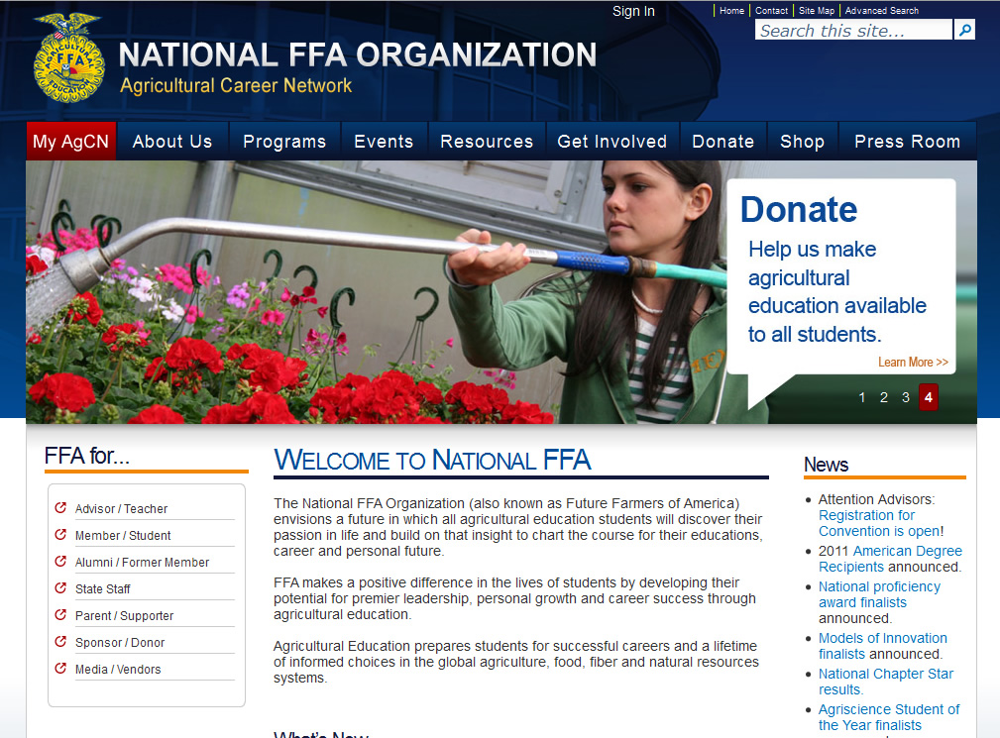 Sign In
Home
Contact
Site Map
Advanced Search
Search this site...
FFA
NATIONAL FFA ORGANIZATION
Agricultural Career Network
My AgCN
About Us
Programs
Events
Resources
Get Involved
Donate
Shop
Press Room
Donate
Help us make
agricultural
education available
to all students.
Learn More >>
1 2 3 4
FFA for...
Advisor / Teacher
Member / Student
Alumni / Former Member
State Staff
Parent / Supporter
Sponsor / Donor
Media / Vendors
WELCOME TO NATIONAL FFA
The National FFA Organization (also known as Future Farmers of America)
envisions a future in which all agricultural education students will discover their
passion in life and build on that insight to chart the course for their educations,
career and personal future.
FFA makes a positive difference in the lives of students by developing their
potential for premier leadership, personal growth and career success through
agricultural education.
Agricultural Education prepares students for successful careers and a lifetime
of informed choices in the global agriculture, food, fiber and natural resources
systems.
What's New
News
Attention Advisors:
Registration for
Convention is open!
2011 American Degree
Recipients announced.
National proficiency
award finalists
announced.
Models of Innovation
finalists announced.
National Chapter Star
results.
Agriscience Student of
the Year finalists